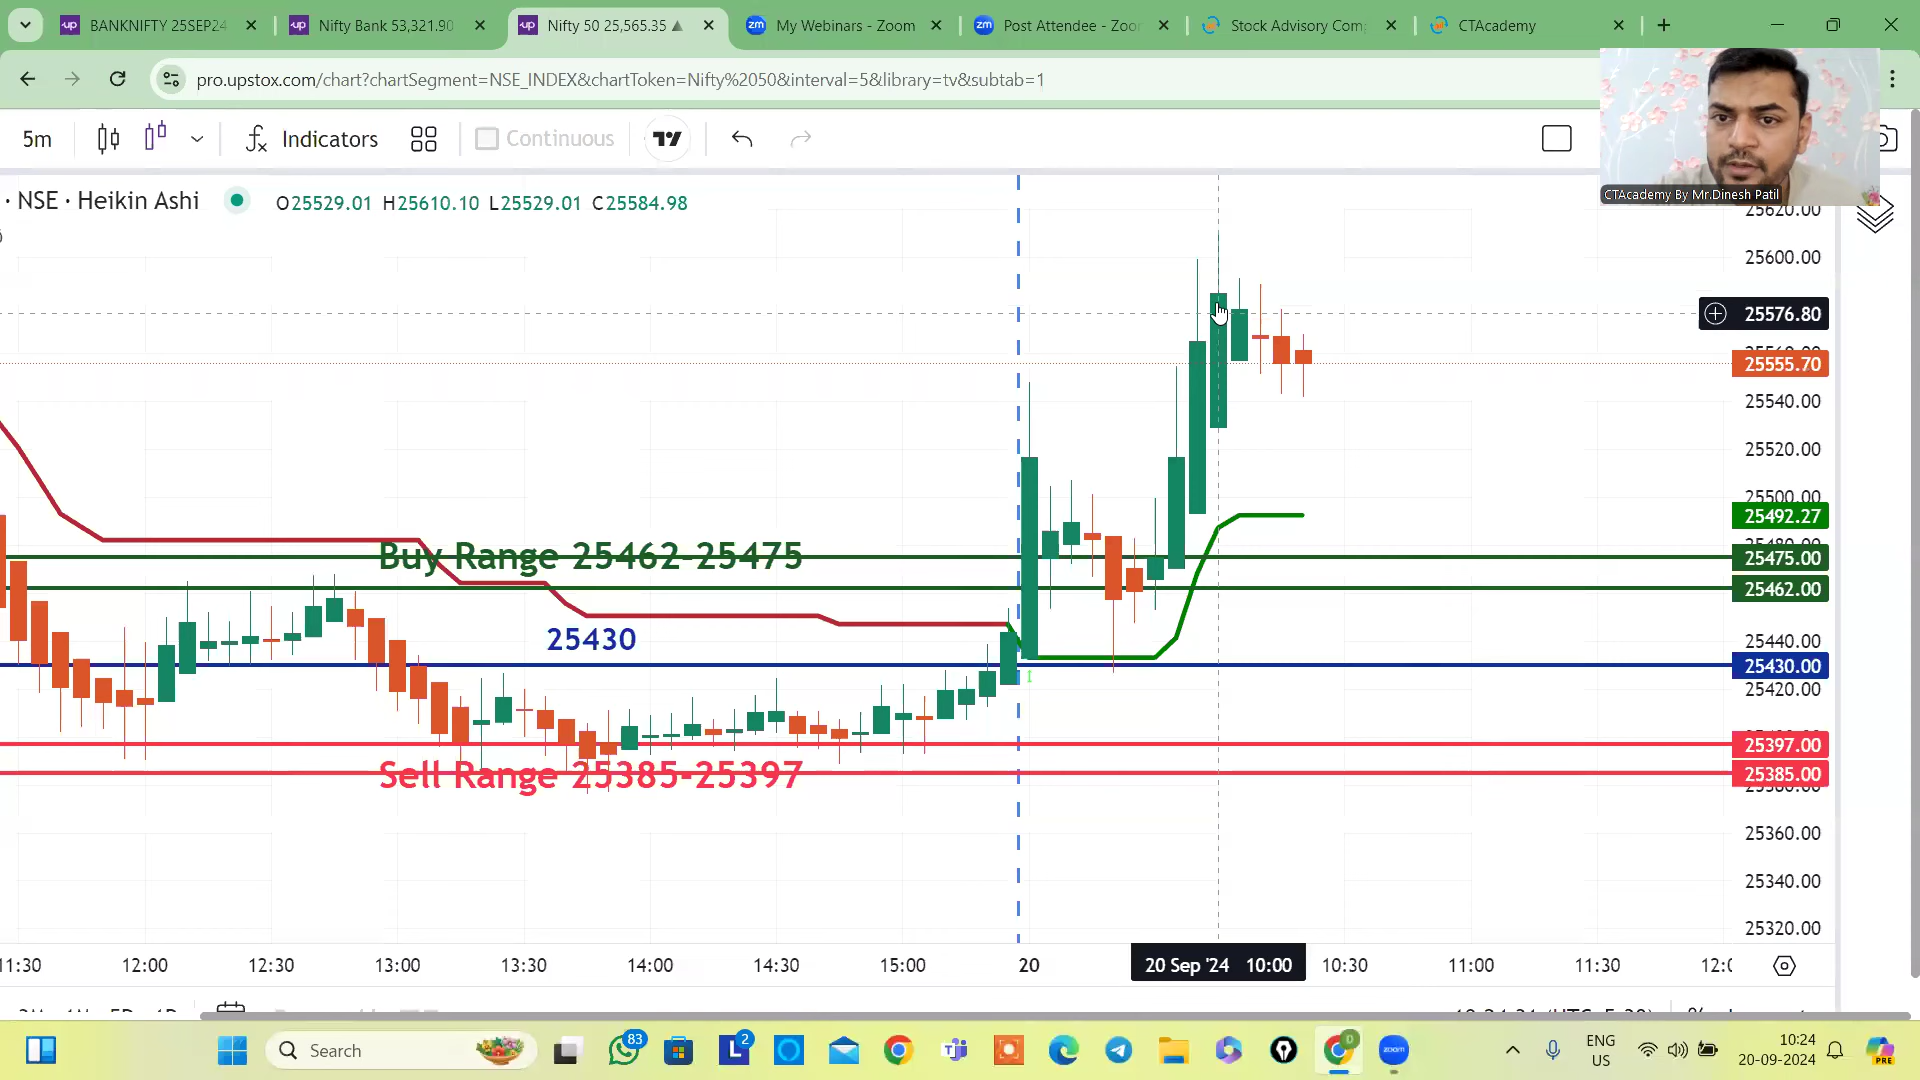 BANKNIFTY 25SEP24
Nifty Bank 53,321.90
Nifty 50 25,565.35 ▲
zm My Webinars - Zoom
zm Post Attendee - Zoo
Stock Advisory Com
CTAcademy
pro.upstox.com/chart?chartSegment=NSE_INDEX&chartToken=Nifty%2050&interval=5&library=tv&subtab=1
5m
Indicators
Continuous
CTAcademy By Mr.Dinesh Patil
· NSE · Heikin Ashi
O25529.01 H25610.10 L25529.01 C25584.98
25620.00
25600.00
25576.80
25555.70
25540.00
25520.00
25500.00
25492.27
Buy Range 25462-25475
25475.00
25462.00
25430
25440.00
25430.00
25420.00
25397.00
Sell Range 25385-25397
25385.00
25380.00
25360.00
25340.00
25320.00
11:30
12:00
12:30
13:00
13:30
14:00
14:30
15:00
20
20 Sep '24 10:00
10:30
11:00
11:30
Search
83
2
zoom
ENG
US
10:24
20-09-2024
PRE